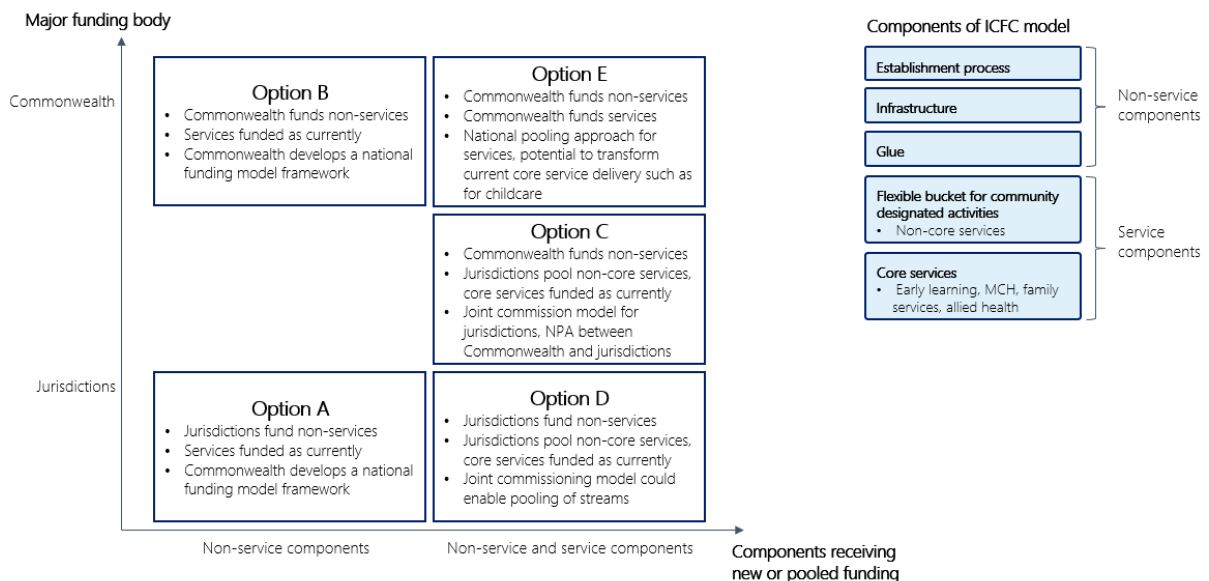 Major funding body
Commonwealth
Jurisdictions
Option B
• Commonwealth funds non-services
• Services funded as currently
• Commonwealth develops a national
funding model framework
Option E
• Commonwealth funds non-services
• Commonwealth funds services
• National pooling approach for
services, potential to transform
current core service delivery such as
for childcare
Option C
• Commonwealth funds non-services
• Jurisdictions pool non-core services,
core services funded as currently
• Joint commission model for
jurisdictions, NPA between
Commonwealth and jurisdictions
Option A
• Jurisdictions fund non-services
• Services funded as currently
• Commonwealth develops a national
funding model framework
Option D
• Jurisdictions fund non-services
• Jurisdictions pool non-core services,
core services funded as currently
• Joint commissioning model could
enable pooling of streams
Non-service components
Non-service and service components
Components receiving
new or pooled funding
Components of ICFC model
Establishment process
Infrastructure
Glue
Non-service
components
Flexible bucket for community
designated activities
• Non-core services
Core services
• Early learning, MCH, family
services, allied health
Service
components